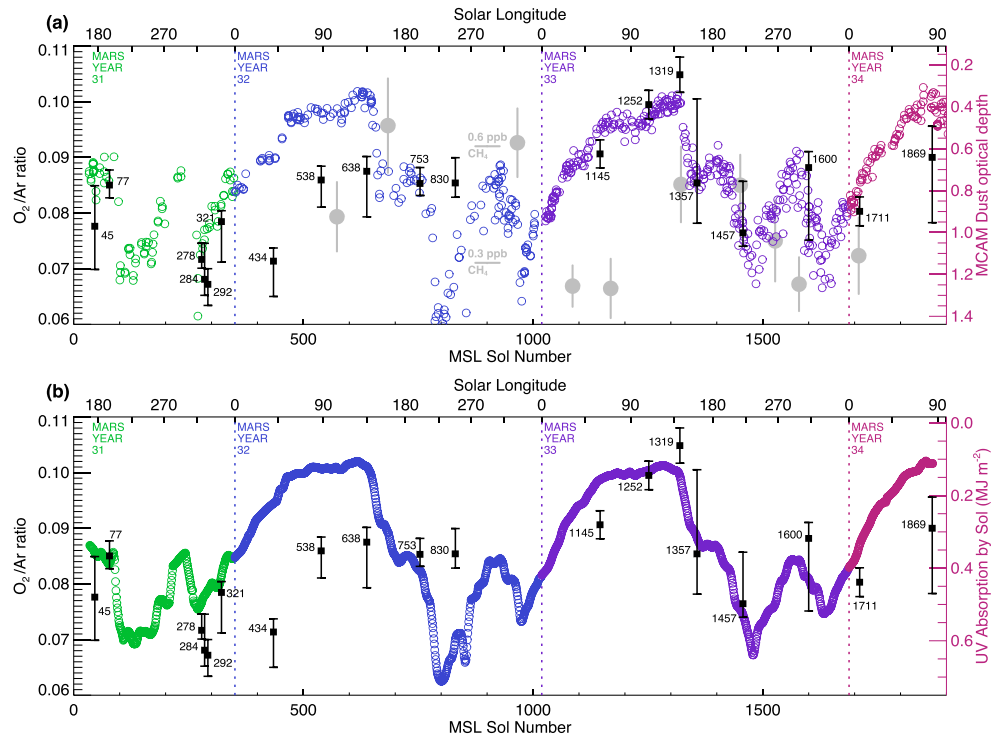 Solar Longitude
(a)
180 270 0 90 180 270 0 90 180 270 0 90
0.11
0.10
0.09
0.08
0.07
0.06
O2/Ar ratio
MARS
YEAR
31
MARS
YEAR
32
MARS
YEAR
33
MARS
YEAR
34
45
77
278
284
292
321
434
538
638
753
830
0.6 ppb
CH4
0.3 ppb
CH4
1145
1252
1319
1357
1457
1600
1711
1869
0.2
0.4
0.6
0.8
1.0
1.2
1.4
MCAM Dust optical depth
0 500 1000 1500
MSL Sol Number
Solar Longitude
(b)
180 270 0 90 180 270 0 90 180 270 0 90
0.11
0.10
0.09
0.08
0.07
0.06
O2/Ar ratio
MARS
YEAR
31
MARS
YEAR
32
MARS
YEAR
33
MARS
YEAR
34
45
77
278
284
292
321
434
538
638
753
830
1145
1252
1319
1357
1457
1600
1711
1869
0.0
0.2
0.4
0.6
UV Absorption by Sol (MJ m-2)
0 500 1000 1500
MSL Sol Number